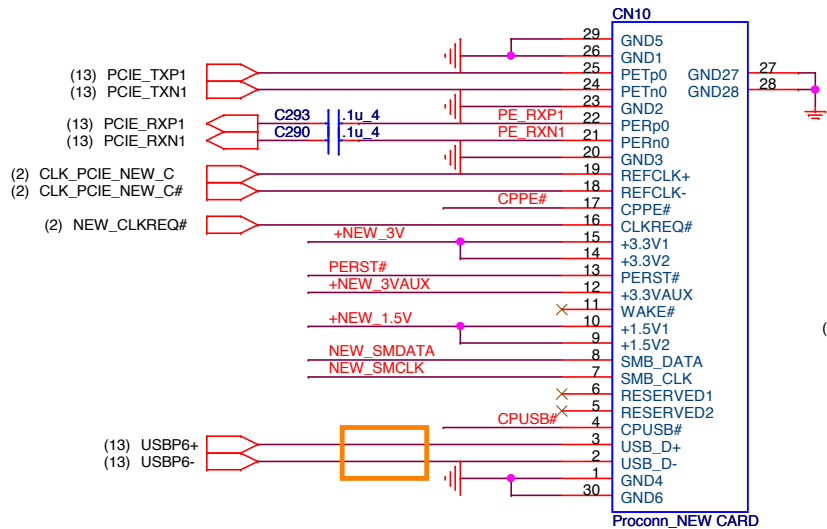 CN10
29 GND5
26 GND1
(13) PCIE_TXP1 25 PETp0 GND27 27
(13) PCIE_TXN1 24 PETn0 GND28 28
23 GND2
(13) PCIE_RXP1 C293 .1u_4 PE_RXP1 22 PERp0
(13) PCIE_RXN1 C290 .1u_4 PE_RXN1 21 PERn0
20 GND3
(2) CLK_PCIE_NEW_C 19 REFCLK+
(2) CLK_PCIE_NEW_C# 18 REFCLK-
CPPE# 17 CPPE#
(2) NEW_CLKREQ# 16 CLKREQ#
+NEW_3V 15 +3.3V1
14 +3.3V2
PERST# 13 PERST#
+NEW_3VAUX 12 +3.3VAUX
11 WAKE#
+NEW_1.5V 10 +1.5V1
9 +1.5V2
NEW_SMDATA 8 SMB_DATA
NEW_SMCLK 7 SMB_CLK
6 RESERVED1
5 RESERVED2
CPUSB# 4 CPUSB#
(13) USBP6+ 3 USB_D+
(13) USBP6- 2 USB_D-
1 GND4
30 GND6
Proconn_NEW CARD
(